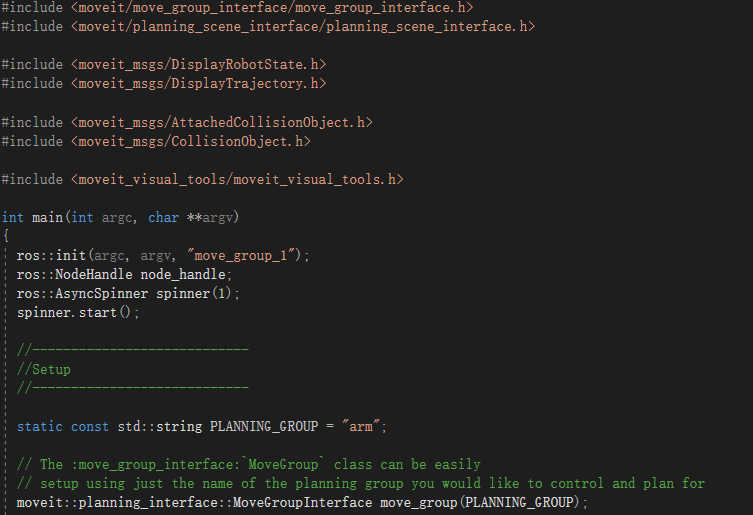 #include <moveit/move_group_interface/move_group_interface.h>
#include <moveit/planning_scene_interface/planning_scene_interface.h>
#include <moveit_msgs/DisplayRobotState.h>
#include <moveit_msgs/DisplayTrajectory.h>
#include <moveit_msgs/AttachedCollisionObject.h>
#include <moveit_msgs/CollisionObject.h>
#include <moveit_visual_tools/moveit_visual_tools.h>
int main(int argc, char **argv)
{
ros::init(argc, argv, "move_group_1");
ros::NodeHandle node_handle;
ros::AsyncSpinner spinner(1);
spinner.start();
//----------------------------
//Setup
//----------------------------
static const std::string PLANNING_GROUP = "arm";
// The :move_group_interface:`MoveGroup` class can be easily
// setup using just the name of the planning group you would like to control and plan for
moveit::planning_interface::MoveGroupInterface move_group(PLANNING_GROUP);